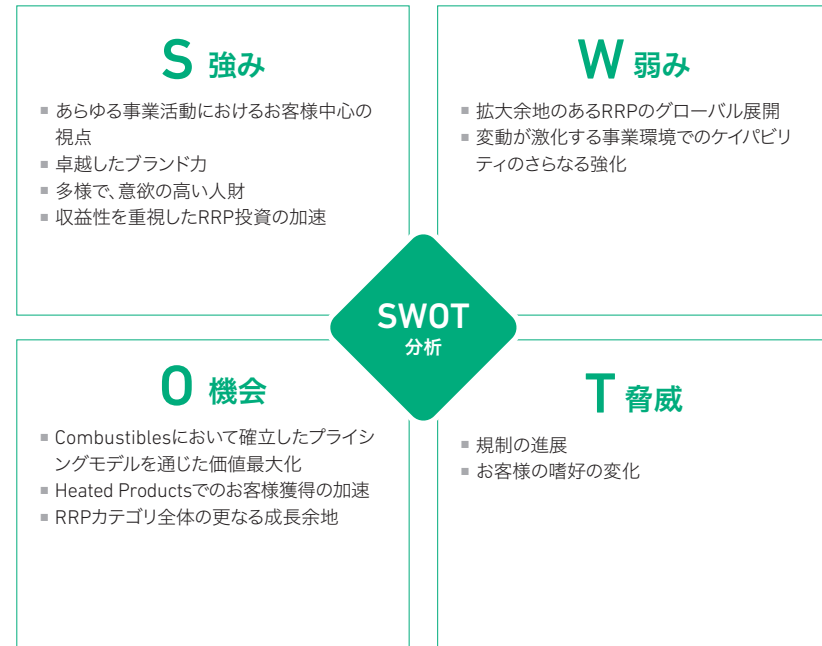 S 強み
■ あらゆる事業活動におけるお客様中心の
視点
■ 卓越したブランド力
■ 多様で、意欲の高い人財
■ 収益性を重視したRRP投資の加速
W 弱み
■ 拡大余地のあるRRPのグローバル展開
■ 変動が激化する事業環境でのケイパビリ
ティのさらなる強化
SWOT
分析
O 機会
■ Combustiblesにおいて確立したプライシ
ングモデルを通じた価値最大化
■ Heated Productsでのお客様獲得の加速
■ RRPカテゴリ全体の更なる成長余地
T 脅威
■ 規制の進展
■ お客様の嗜好の変化